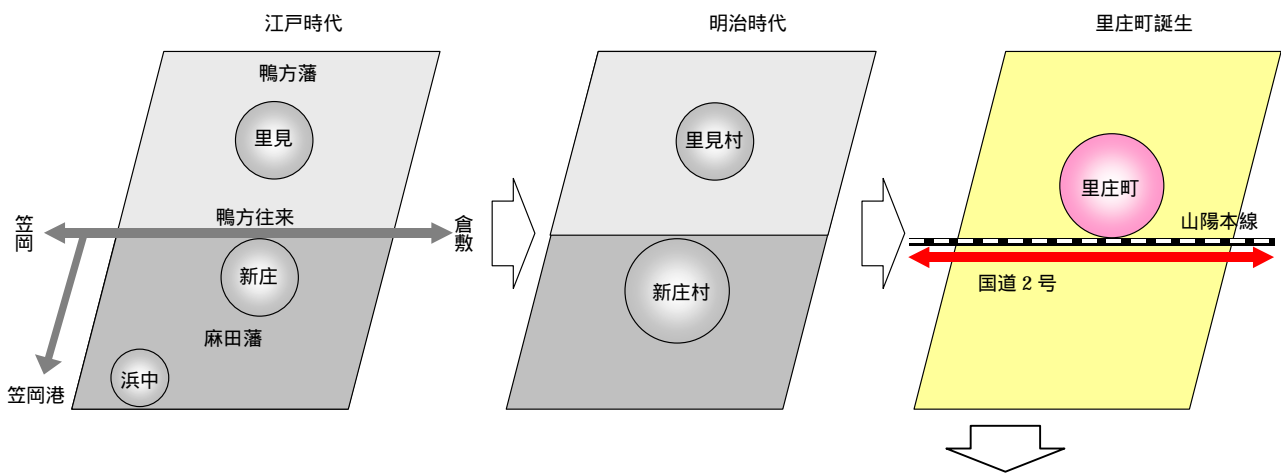 江戸時代
鴨方藩
里見
鴨方往来
笠岡
倉敷
新庄
麻田藩
浜中
笠岡港
明治時代
里見村
新庄村
里庄町誕生
里庄町
山陽本線
国道２号